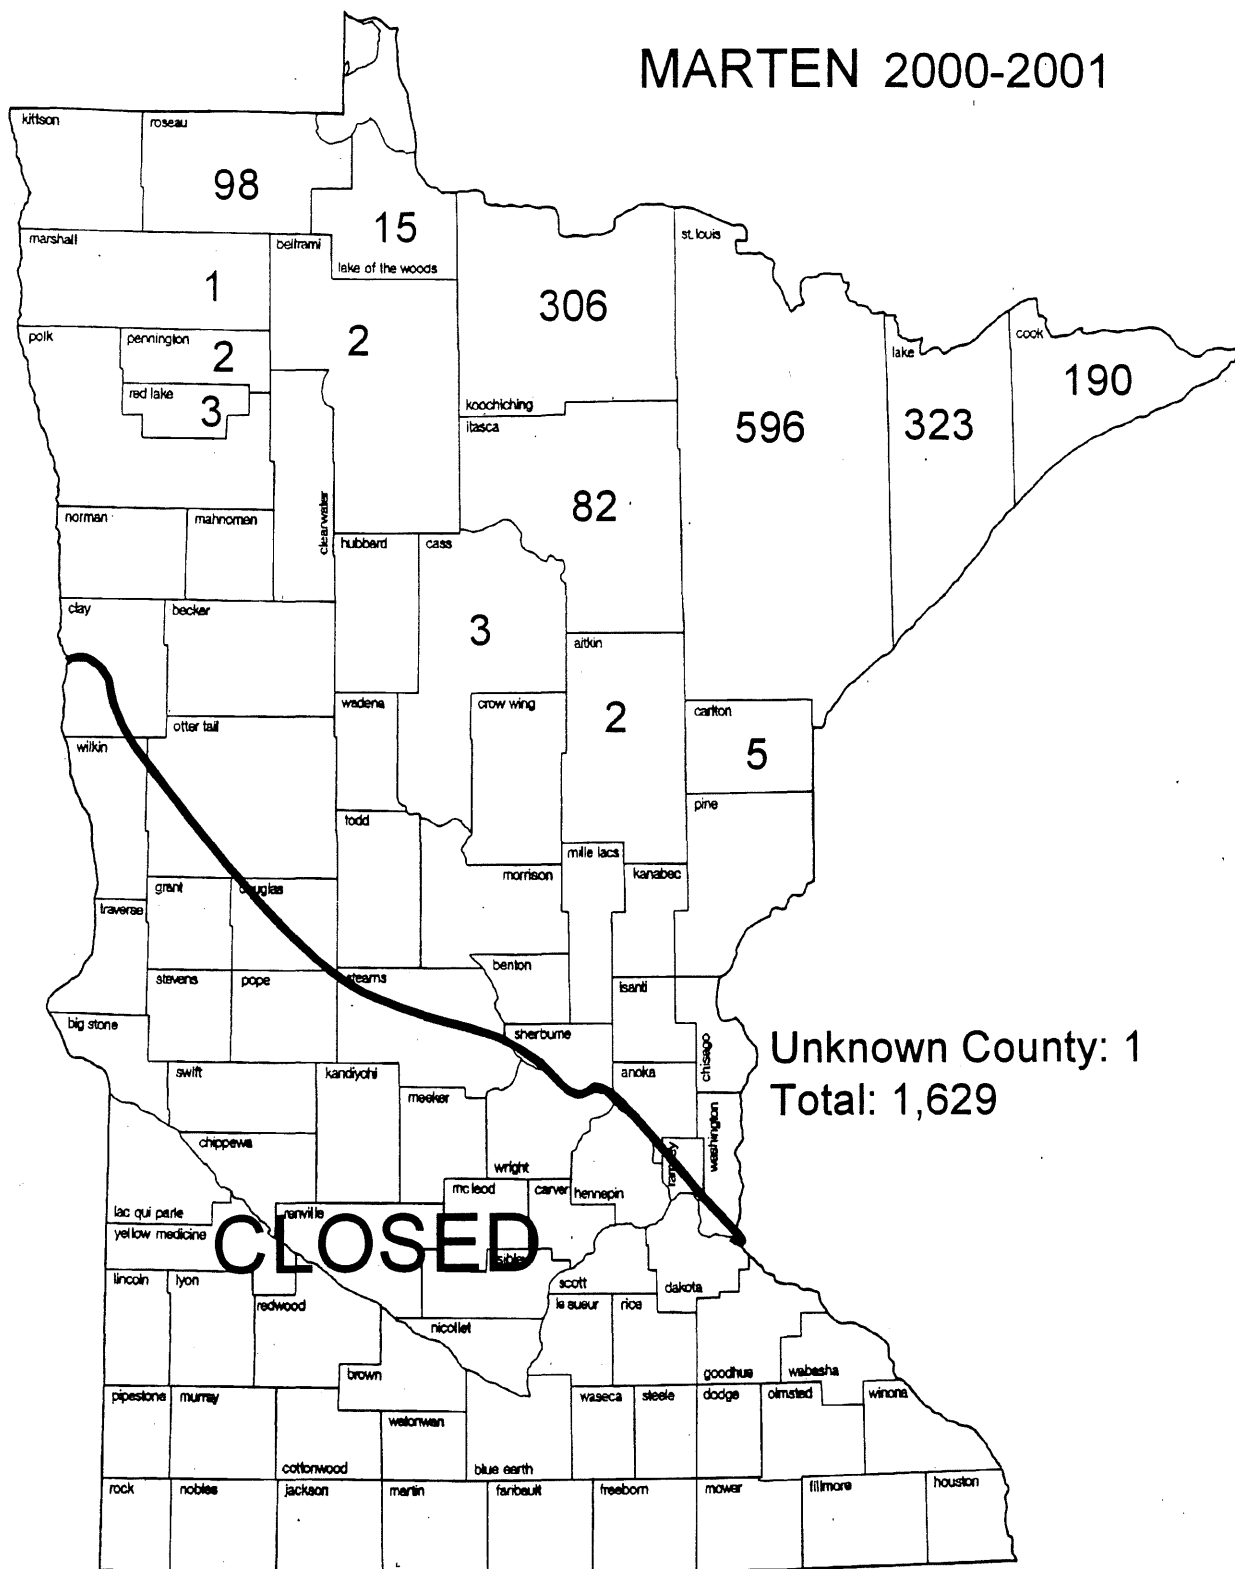 MARTEN 2000-2001
kittson
roseau
98
15
lake of the woods
marshall
1
beltrami
2
306
koochiching
st. louis
596
lake
323
cook
190
polk
pennington
2
red lake
3
itasca
82
norman
mahnomen
clearwater
hubbard
cass
3
clay
becker
aitkin
2
wadena
crow wing
carlton
5
otter tail
wilkin
pine
todd
mille lacs
morrison
kanabec
grant
douglas
traverse
benton
stevens
pope
stearns
isanti
big stone
sherburne
chisago
Unknown County: 1
Total: 1,629
swift
kandiyohi
anoka
meeker
washington
chippewa
ramsey
wright
mc leod
carver
hennepin
lac qui parle
renville
yellow medicine
CLOSED
sibley
lincoln
lyon
scott
dakota
redwood
le sueur
rice
nicollet
brown
goodhue
wabasha
pipestone
murray
waseca
steele
dodge
olmsted
winona
watonwan
cottonwood
blue earth
rock
nobles
jackson
martin
faribault
freeborn
mower
fillmore
houston